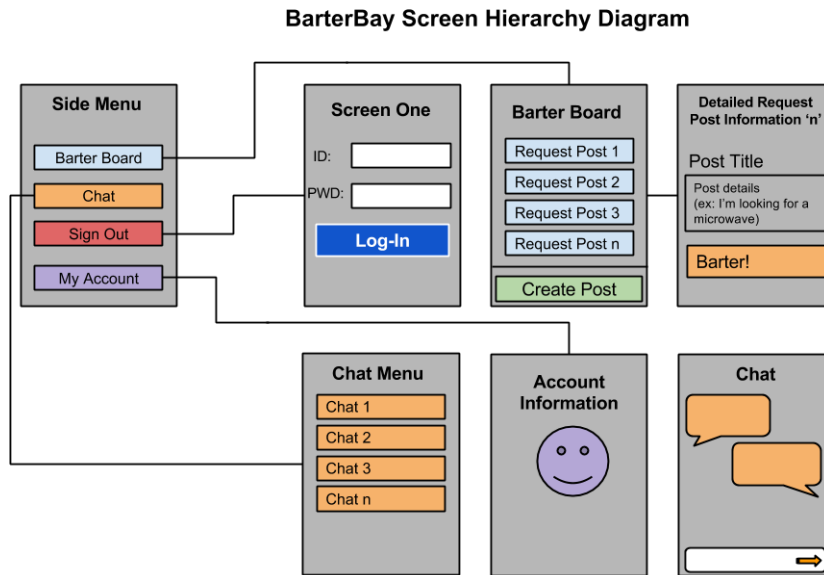 BarterBay Screen Hierarchy Diagram
Side Menu
Barter Board
Chat
Sign Out
My Account
Screen One
ID:
PWD:
Log-In
Barter Board
Request Post 1
Request Post 2
Request Post 3
Request Post n
Create Post
Detailed Request
Post Information ‘n’
Post Title
Post details
(ex: I’m looking for a
microwave)
Barter!
Chat Menu
Chat 1
Chat 2
Chat 3
Chat n
Account
Information
Chat